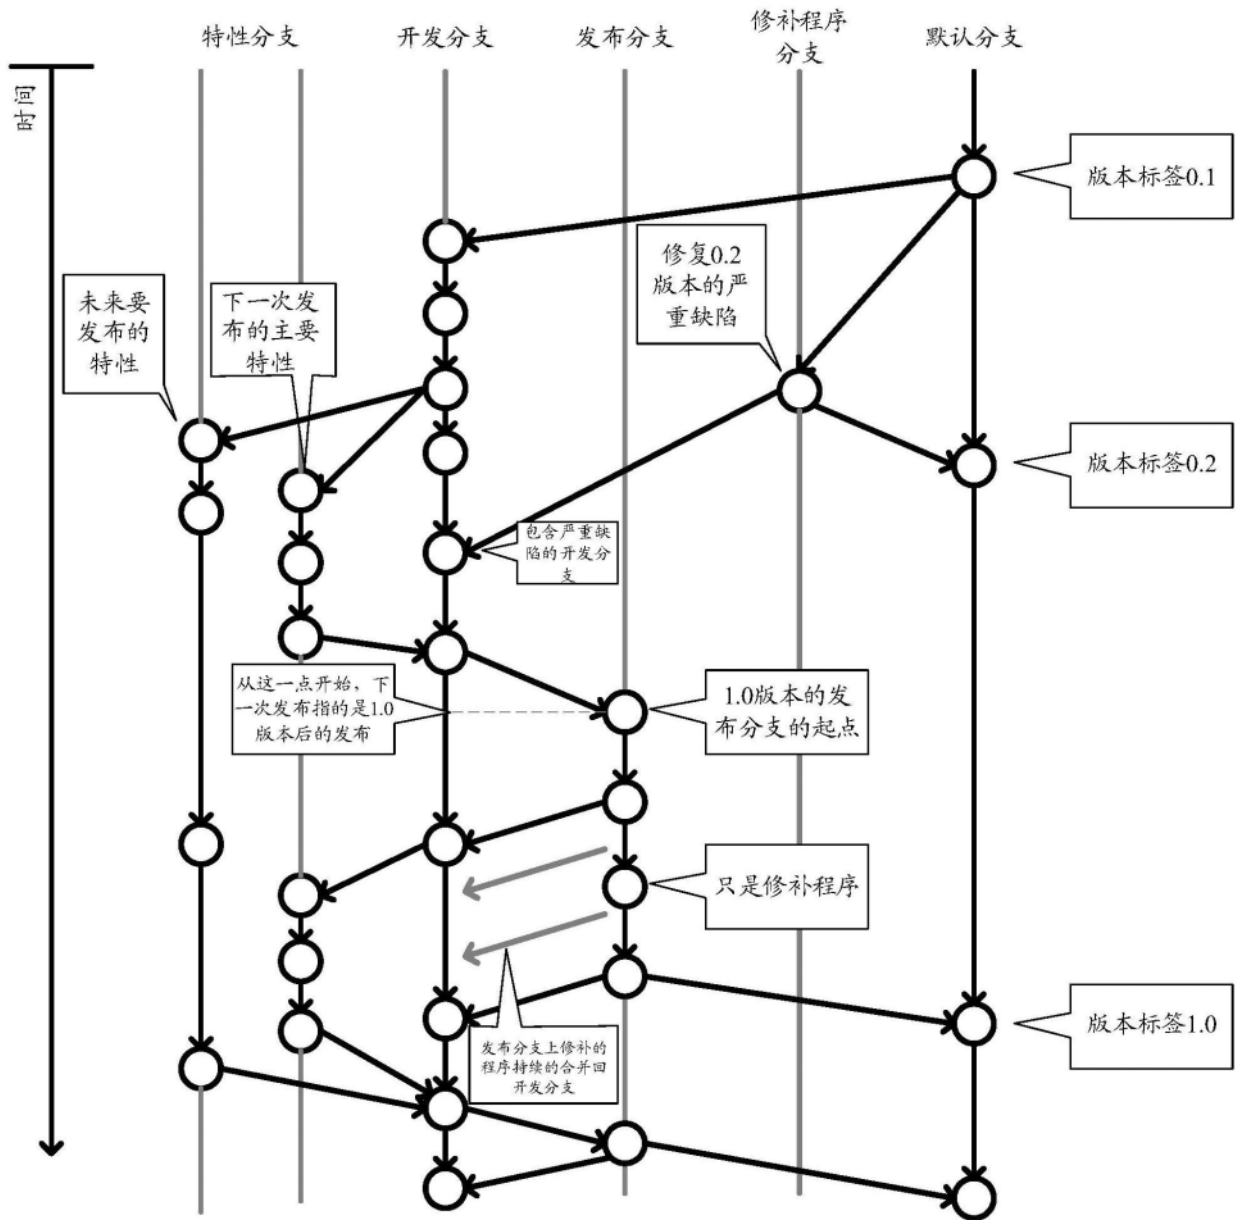 特性分支
开发分支
发布分支
修补程序
分支
默认分支
时间
版本标签0.1
修复0.2
版本的严
重缺陷
未来要
发布的
特性
下一次发
布的主要
特性
版本标签0.2
包含严重缺
陷的开发分
支
从这一点开始，下
一次发布指的是1.0
版本后的发布
1.0版本的发
布分支的起点
只是修补程序
版本标签1.0
发布分支上修补的
程序持续的合并回
开发分支